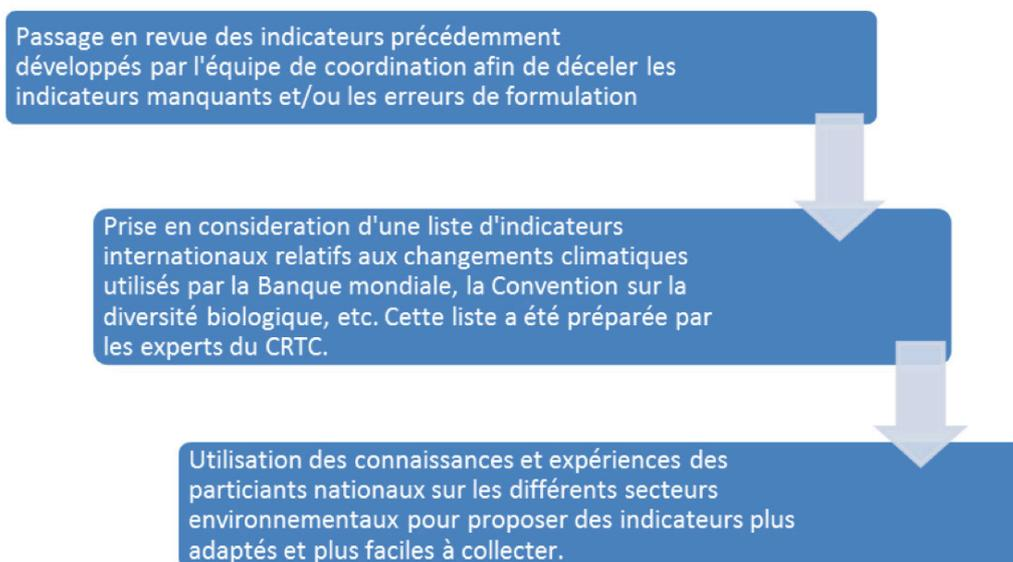 Passage en revue des indicateurs précédemment
développés par l'équipe de coordination afin de déceler les
indicateurs manquants et/ou les erreurs de formulation
Prise en consideration d'une liste d'indicateurs
internationaux relatifs aux changements climatiques
utilisés par la Banque mondiale, la Convention sur la
diversité biologique, etc. Cette liste a été préparée par
les experts du CRTC.
Utilisation des connaissances et expériences des
particiants nationaux sur les différents secteurs
environnementaux pour proposer des indicateurs plus
adaptés et plus faciles à collecter.